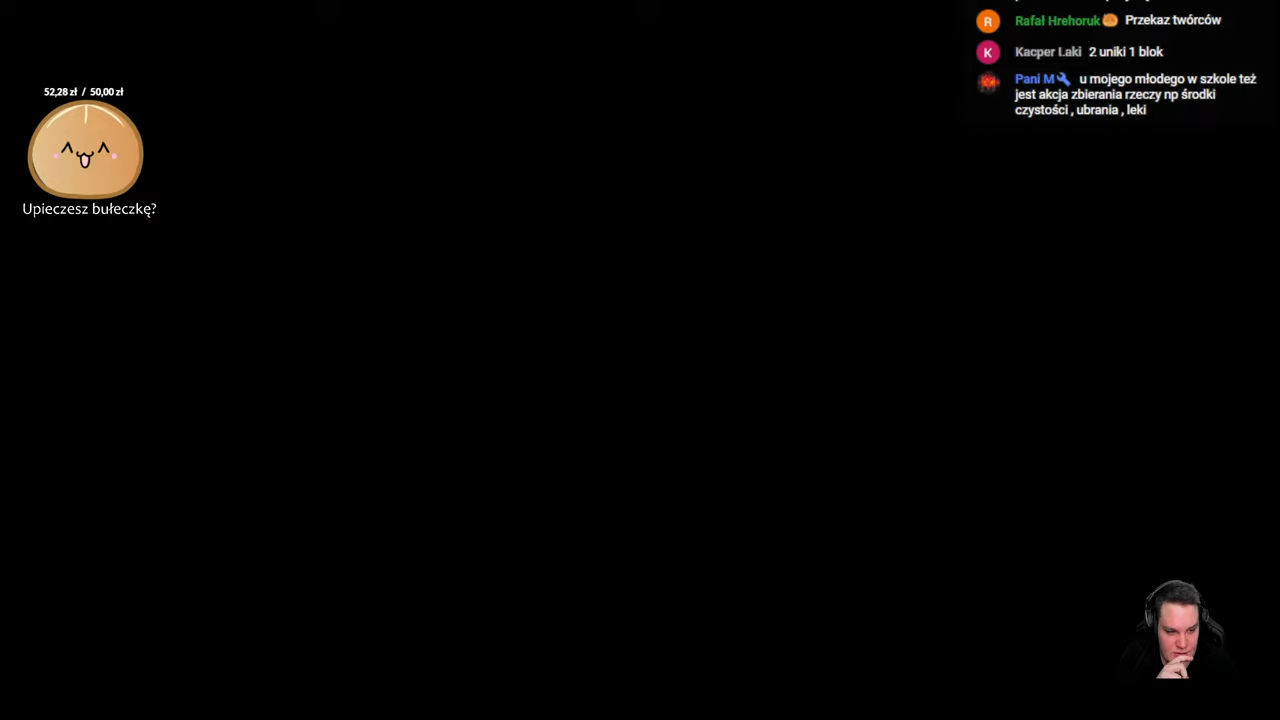 Rafał Hrehoruk Przekaz twórców
Kacper Laki 2 uniki 1 blok
Pani M u mojego młodego w szkole też
jest akcja zbierania rzeczy np środki
czystości , ubrania , leki
52,28 zł / 50,00 zł
Upieczesz bułeczkę?
R
K